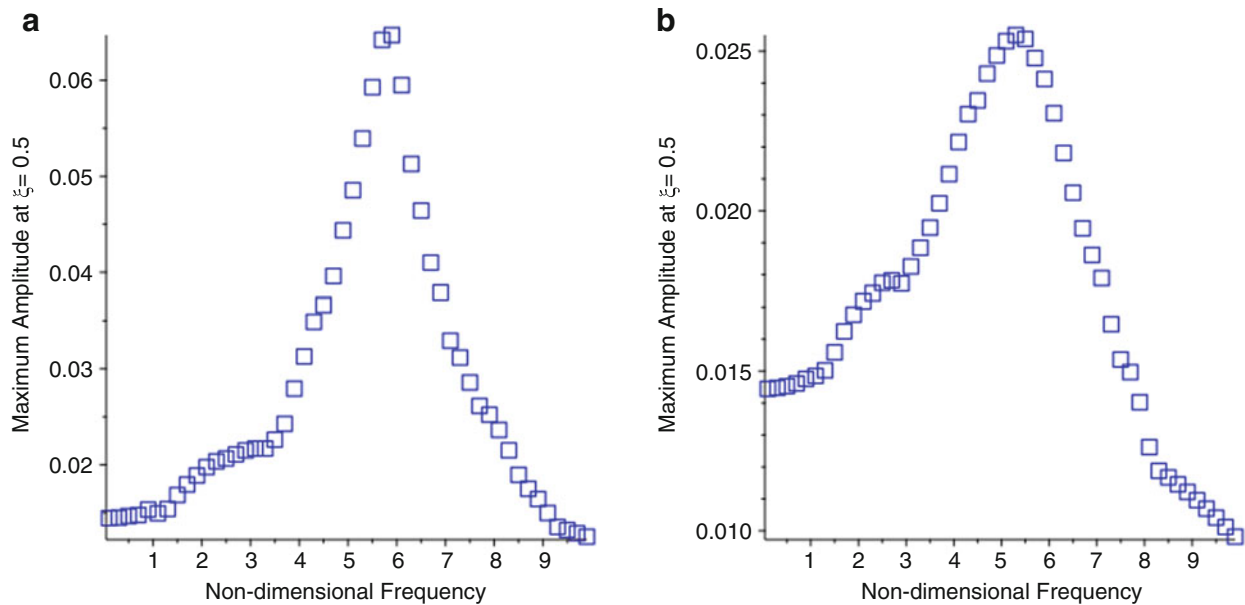 a
0.06
0.05
0.04
0.03
0.02
Maximum Amplitude at ξ= 0.5
1 2 3 4 5 6 7 8 9
Non-dimensional Frequency
b
0.025
0.020
0.015
0.010
Maximum Amplitude at ξ= 0.5
1 2 3 4 5 6 7 8 9
Non-dimensional Frequency